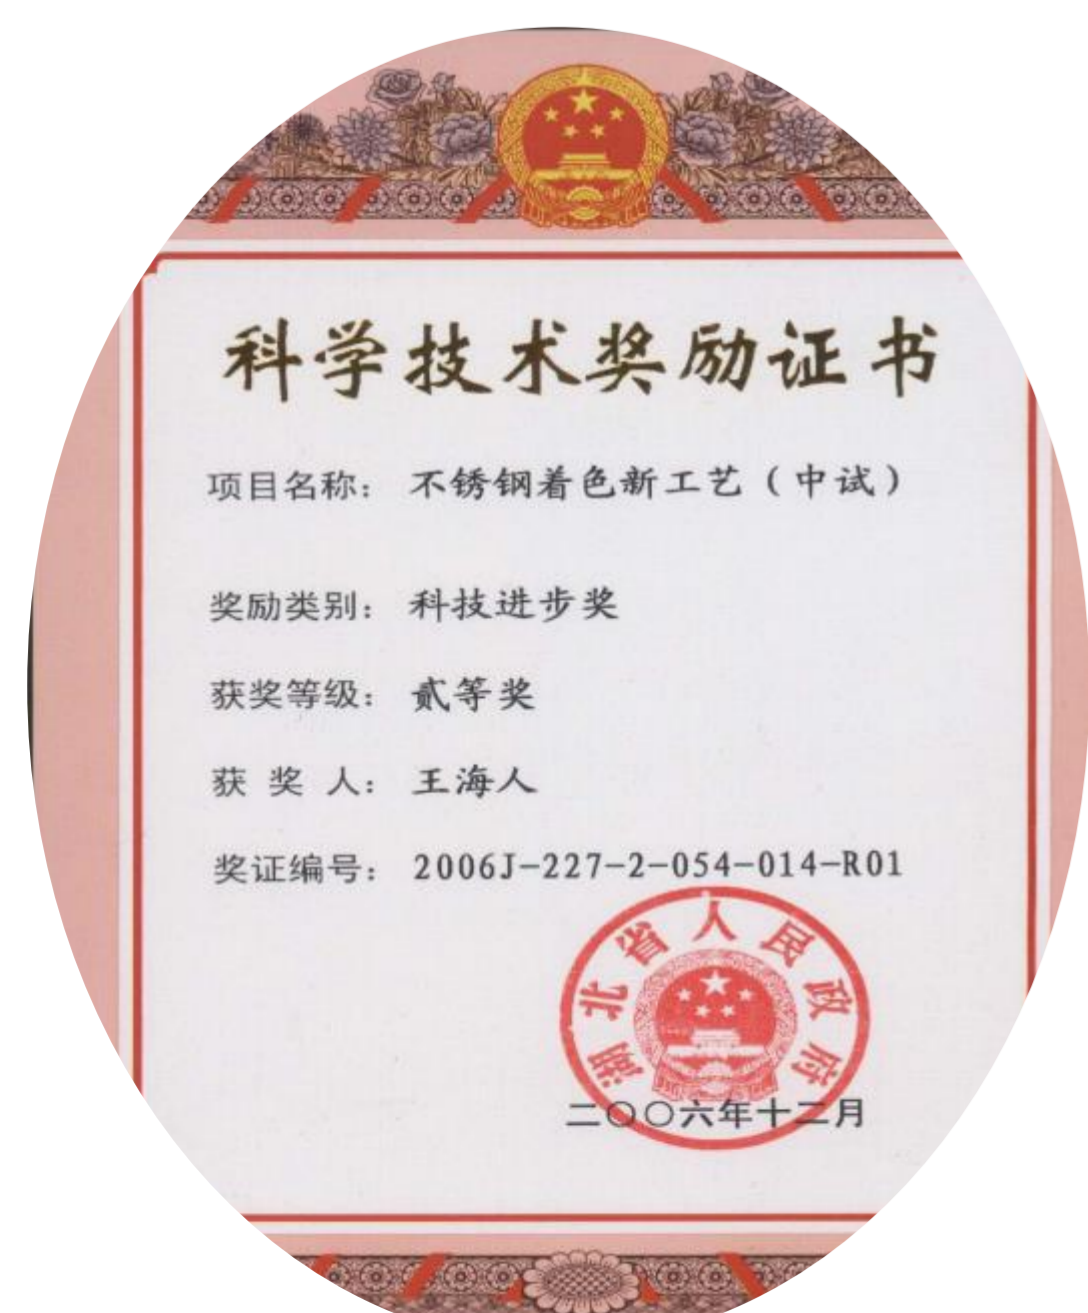 科学技术奖励证书
项目名称： 不锈钢着色新工艺（中试）
奖励类别： 科技进步奖
获奖等级： 贰等奖
获 奖 人： 王海人
奖证编号： 2006J-227-2-054-014-R01
湖北省人民政府
二〇〇六年十二月